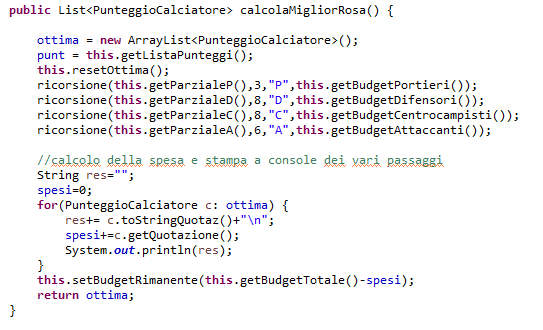 public List<PunteggioCalciatore> calcolaMigliorRosa() {
ottima = new ArrayList<PunteggioCalciatore>();
punt = this.getListaPunteggi();
this.resetOttima();
ricorsione(this.getParzialeP(),3,"P",this.getBudgetPortieri());
ricorsione(this.getParzialeD(),8,"D",this.getBudgetDifensori());
ricorsione(this.getParzialeC(),8,"C",this.getBudgetCentrocampisti());
ricorsione(this.getParzialeA(),6,"A",this.getBudgetAttaccanti());
//calcolo della spesa e stampa a console dei vari passaggi
String res="";
spesi=0;
for(PunteggioCalciatore c: ottima) {
res+= c.toStringQuotaz()+"\n";
spesi+=c.getQuotazione();
System.out.println(res);
}
this.setBudgetRimanente(this.getBudgetTotale()-spesi);
return ottima;
}